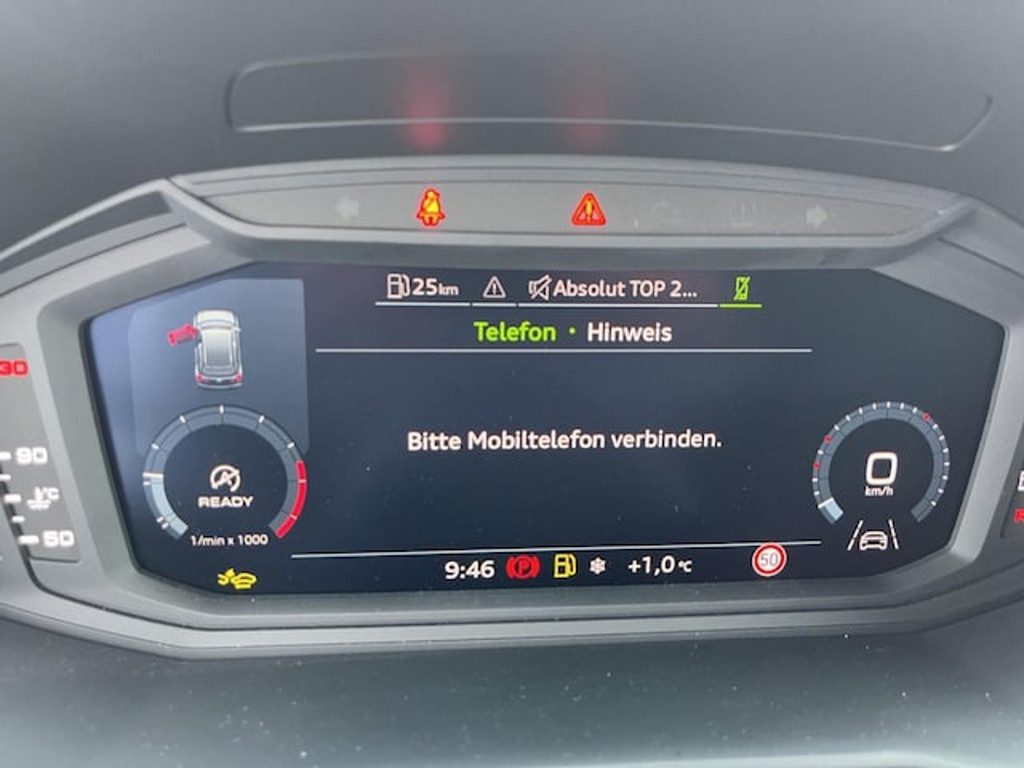 25km Absolut TOP 2...
Telefon · Hinweis
Bitte Mobiltelefon verbinden.
30
90
°C
50
READY
1/min x 1000
0
km/h
9:46 P +1,0°C 50